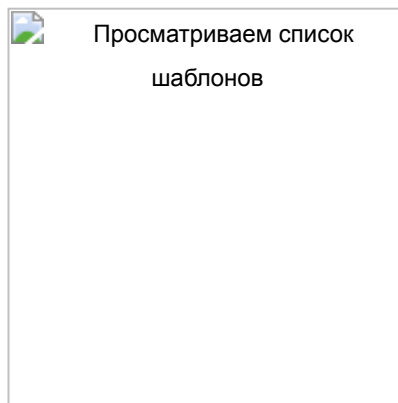 Просматриваем список
шаблонов